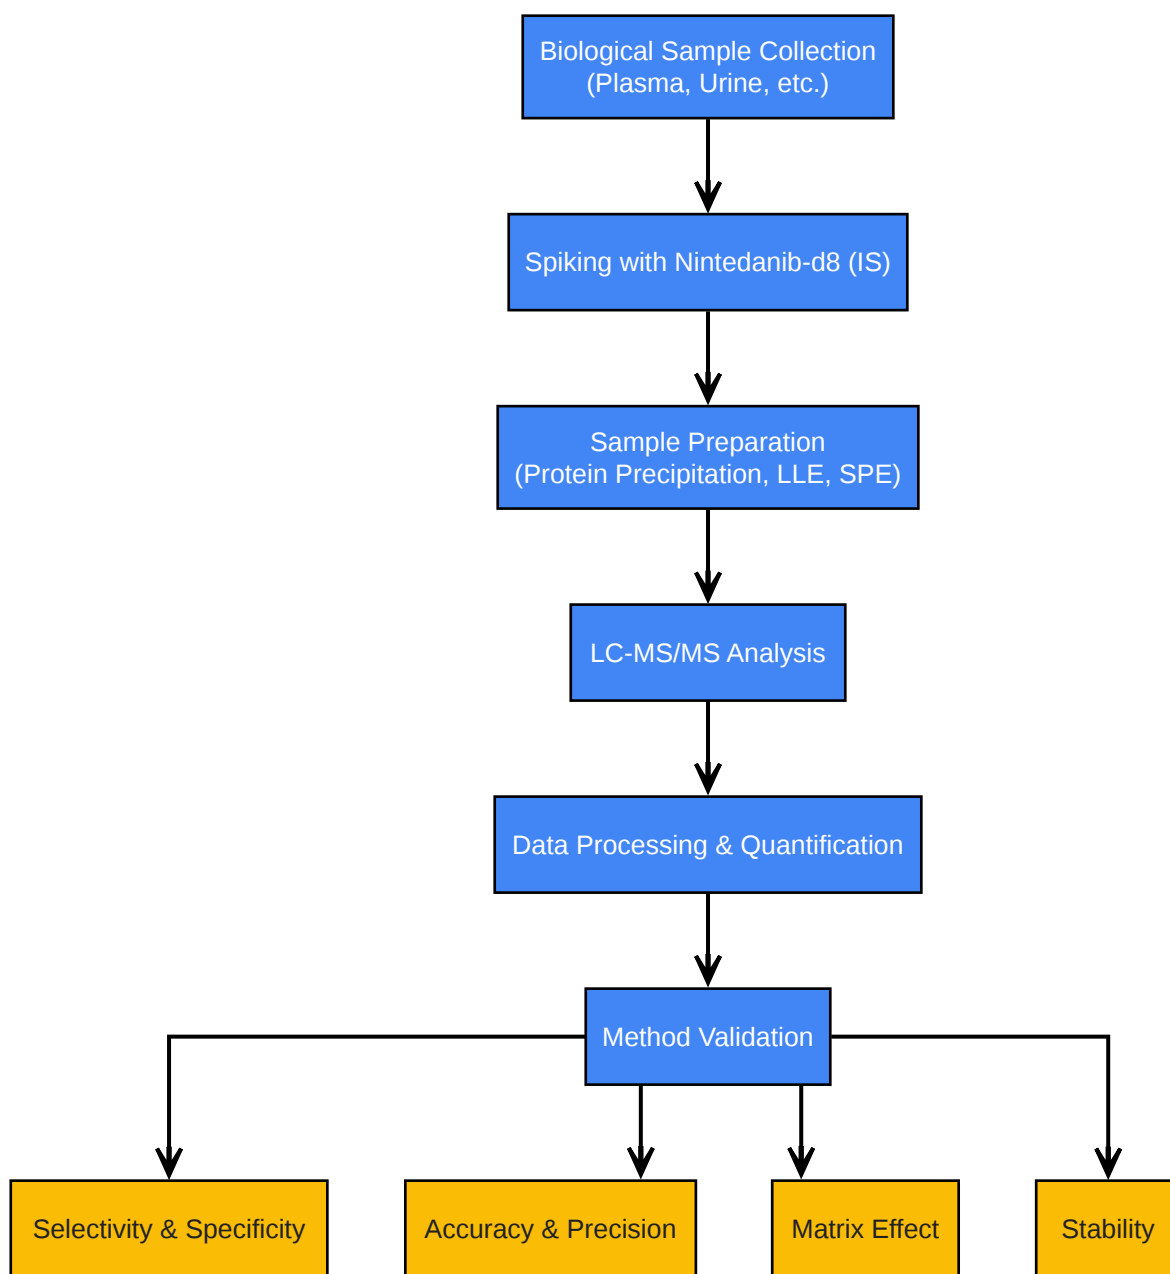 Biological Sample Collection
(Plasma, Urine, etc.)
Spiking with Nintedanib-d8 (IS)
Sample Preparation
(Protein Precipitation, LLE, SPE)
LC-MS/MS Analysis
Data Processing & Quantification
Method Validation
Selectivity & Specificity
Accuracy & Precision
Matrix Effect
Stability